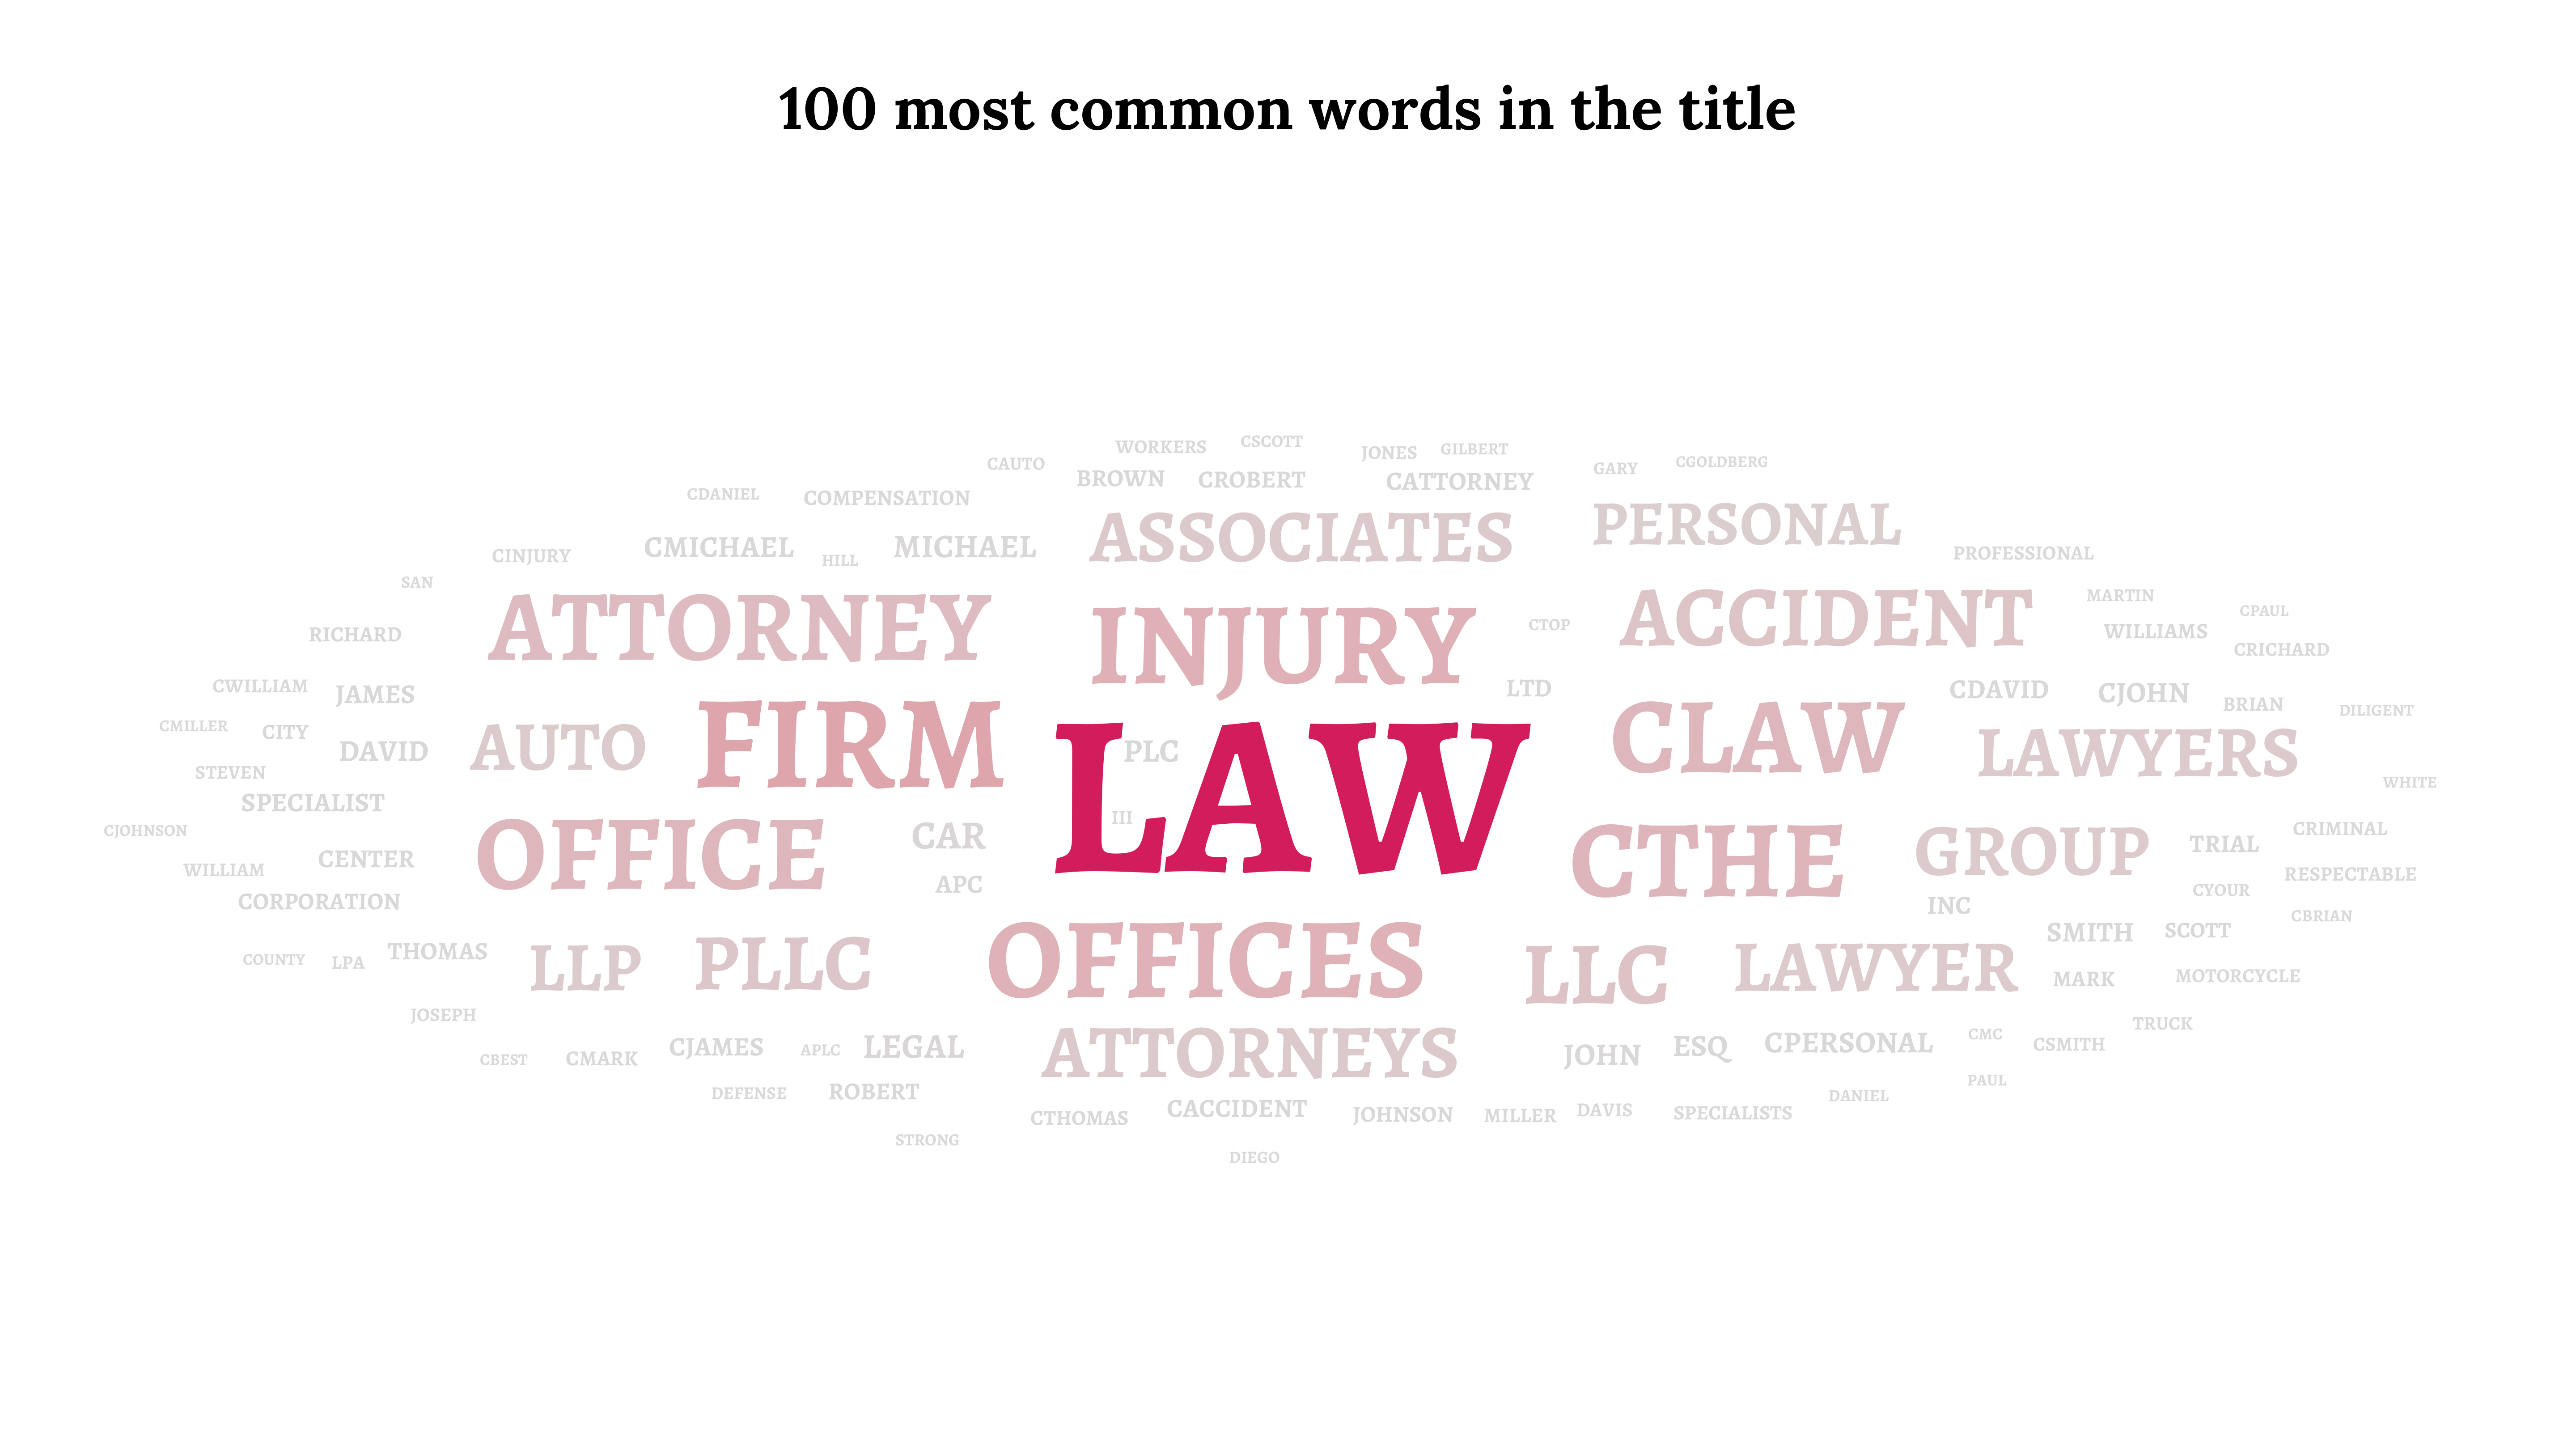 100 most common words in the title
WORKERS CSCOTT JONES GILBERT
CAUTO BROWN CROBERT CATTORNEY GARY CGOLDBERG
CDANIEL COMPENSATION
ASSOCIATES PERSONAL
CINJURY CMICHAEL HILL MICHAEL PROFESSIONAL
SAN
ATTORNEY INJURY CTOP ACCIDENT MARTIN CPAUL
RICHARD WILLIAMS CRICHARD
CWILLIAM JAMES LTD CDAVID CJOHN BRIAN DILIGENT
CMILLER CITY DAVID AUTO FIRM PLC CLAW LAWYERS
STEVEN WHITE
SPECIALIST LAW
CJOHNSON III CRIMINAL
WILLIAM CENTER OFFICE CAR CTHE GROUP TRIAL RESPECTABLE
CORPORATION APC INC CYOUR CBRIAN
COUNTY LPA THOMAS LLP PLLC OFFICES LLC LAWYER SMITH SCOTT
MARK MOTORCYCLE
JOSEPH TRUCK
CBEST CMARK CJAMES APLC LEGAL ATTORNEYS JOHN ESQ CPERSONAL CMC CSMITH
DEFENSE ROBERT DANIEL PAUL
CTHOMAS CACCIDENT JOHNSON MILLER DAVIS SPECIALISTS
STRONG
DIEGO